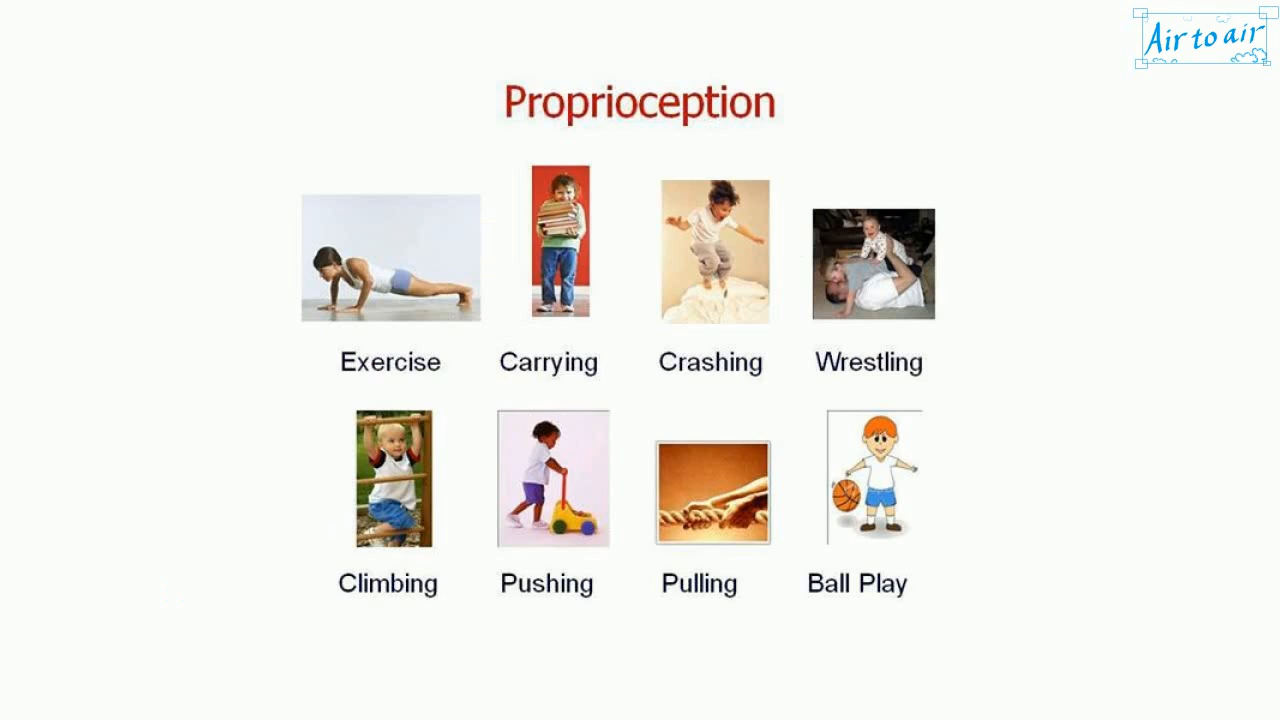 Air to air
Proprioception
Exercise
Carrying
Crashing
Wrestling
Climbing
Pushing
Pulling
Ball Play